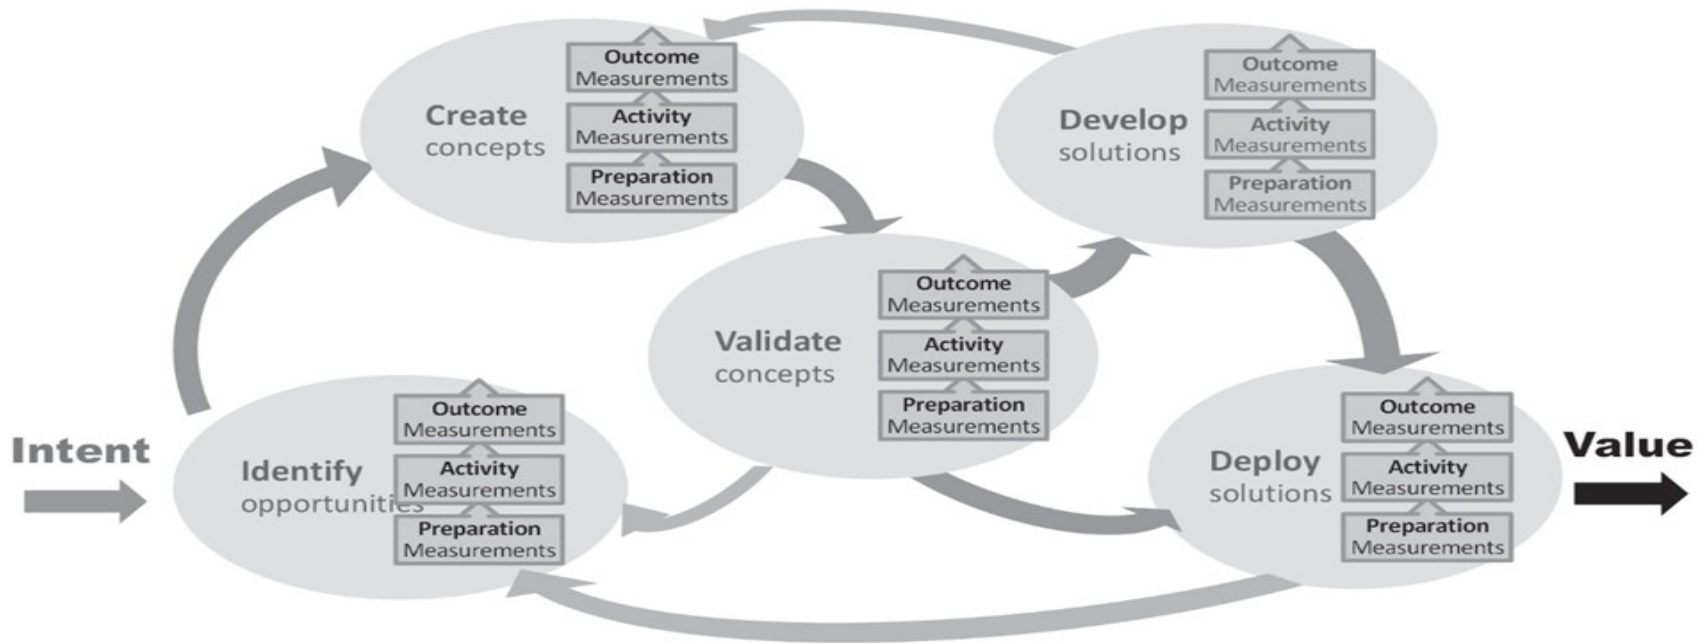 Create
concepts
Outcome
Measurements
Activity
Measurements
Preparation
Measurements
Develop
solutions
Outcome
Measurements
Activity
Measurements
Preparation
Measurements
Validate
concepts
Outcome
Measurements
Activity
Measurements
Preparation
Measurements
Intent
Identify
opportunities
Outcome
Measurements
Activity
Measurements
Preparation
Measurements
Deploy
solutions
Outcome
Measurements
Activity
Measurements
Preparation
Measurements
Value